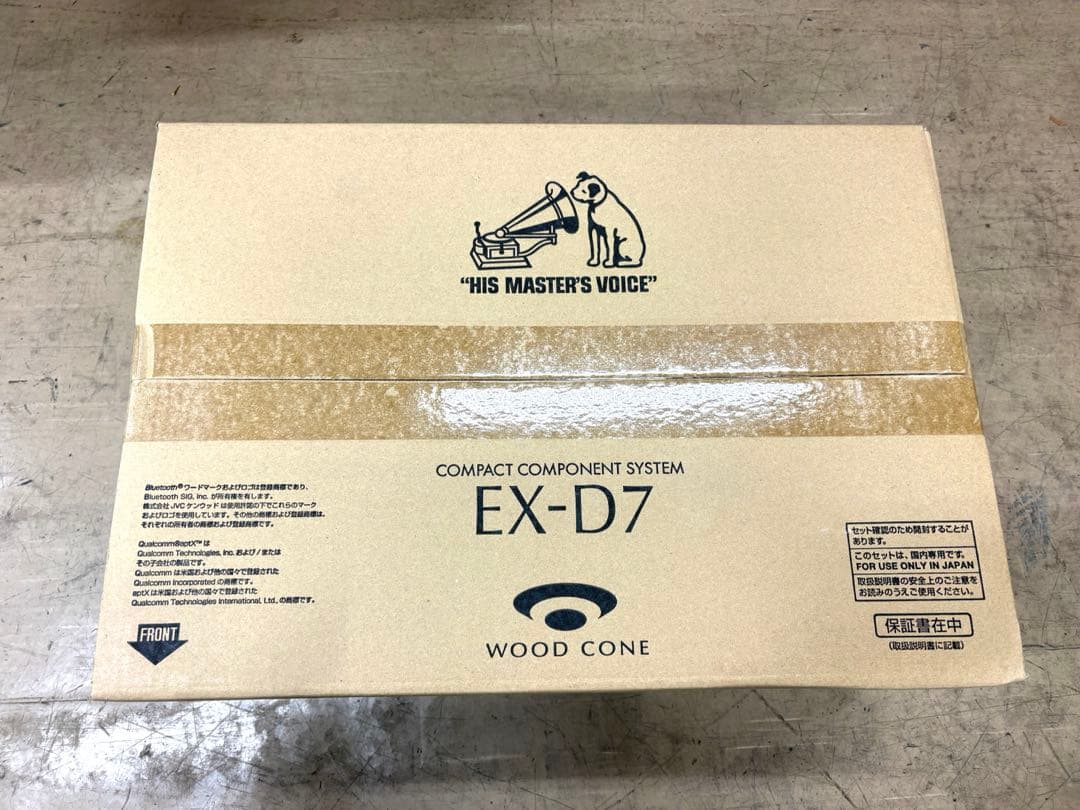 “HIS MASTER'S VOICE”
COMPACT COMPONENT SYSTEM
EX-D7
WOOD CONE
Bluetooth®ワードマークおよびロゴは登録商標であり、
Bluetooth SIG, Inc. が所有権を有します。
株式会社 JVC ケンウッド は使用許諾の下でこれらのマーク
およびロゴを使用しています。その他の商標および登録商標は、
それぞれの所有者の商標および登録商標です。
Qualcomm®aptX™は
Qualcomm Technologies, Inc. および / または
その子会社の製品です。
Qualcomm は米国および他の国々で登録された
Qualcomm Incorporated の商標です。
aptX は米国および他の国々で登録された
Qualcomm Technologies International, Ltd., の商標です。
FRONT
セット確認のため開封することが
あります。
このセットは、国内専用です。
FOR USE ONLY IN JAPAN
取扱説明書の安全上のご注意を
お読みのうえご使用ください。
保証書在中
(取扱説明書に記載)